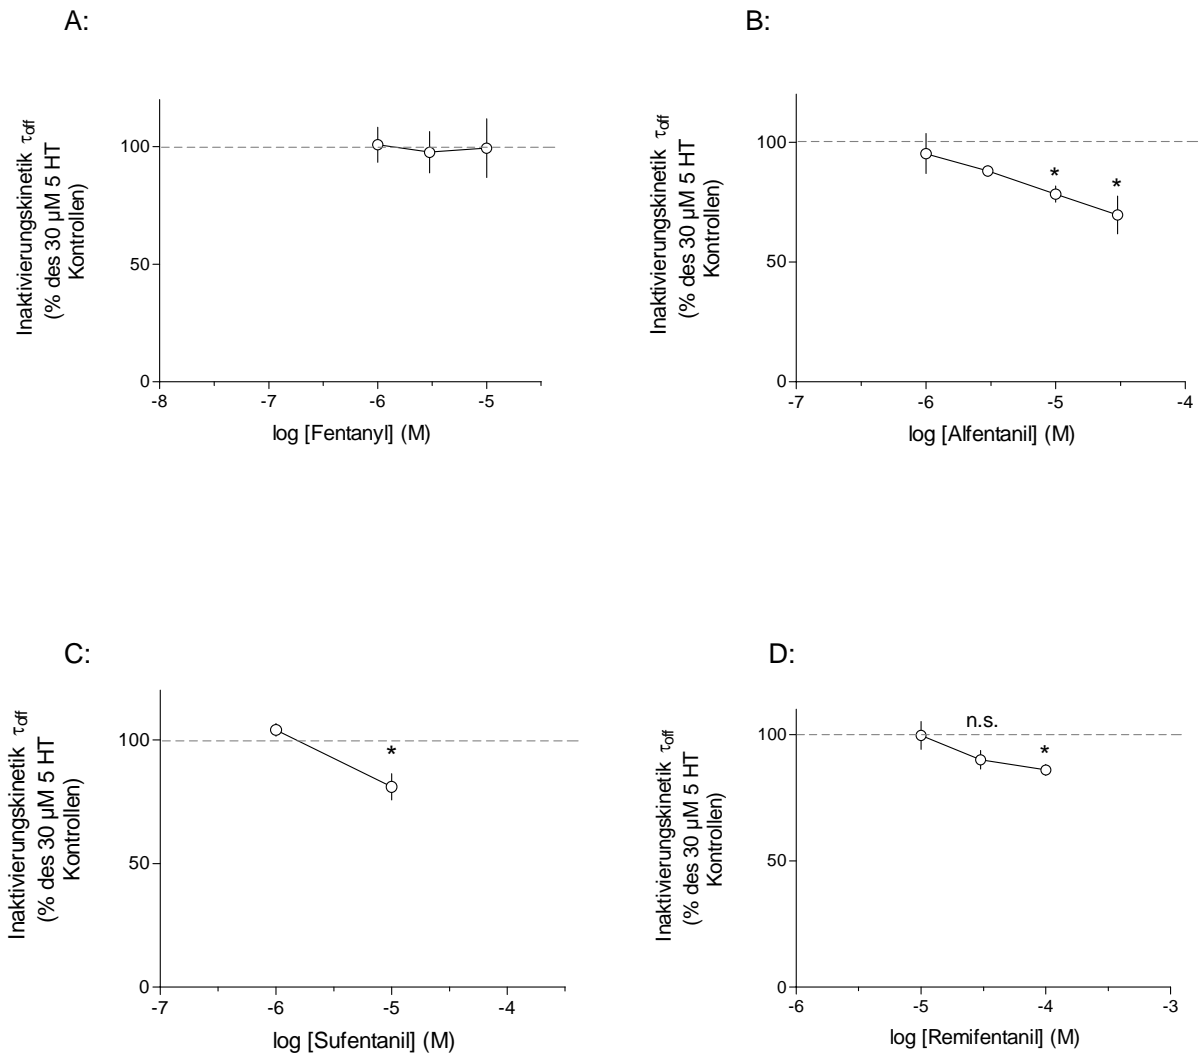 A:
Inaktivierungskinetik τoff
(% des 30 µM 5 HT
Kontrollen)
100
50
0
-8
-7
-6
-5
log [Fentanyl] (M)
B:
Inaktivierungskinetik τoff
(% des 30 µM 5 HT
Kontrollen)
100
50
0
*
*
-7
-6
-5
-4
log [Alfentanil] (M)
C:
Inaktivierungskinetik τoff
(% des 30 µM 5 HT
Kontrollen)
100
50
0
*
-7
-6
-5
-4
log [Sufentanil] (M)
D:
Inaktivierungskinetik τoff
(% des 30 µM 5 HT
Kontrollen)
100
50
0
n.s.
*
-6
-5
-4
-3
log [Remifentanil] (M)